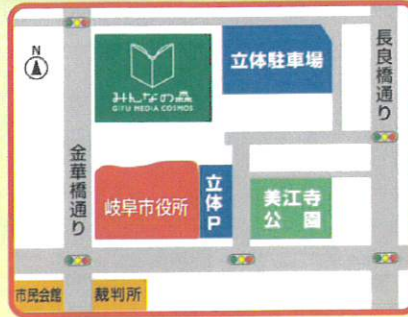 N
みんなの森
GIFU MEDIA COSMOS
立体駐車場
長良橋通り
金華橋通り
岐阜市役所
立体P
美江寺
公園
市民会館
裁判所